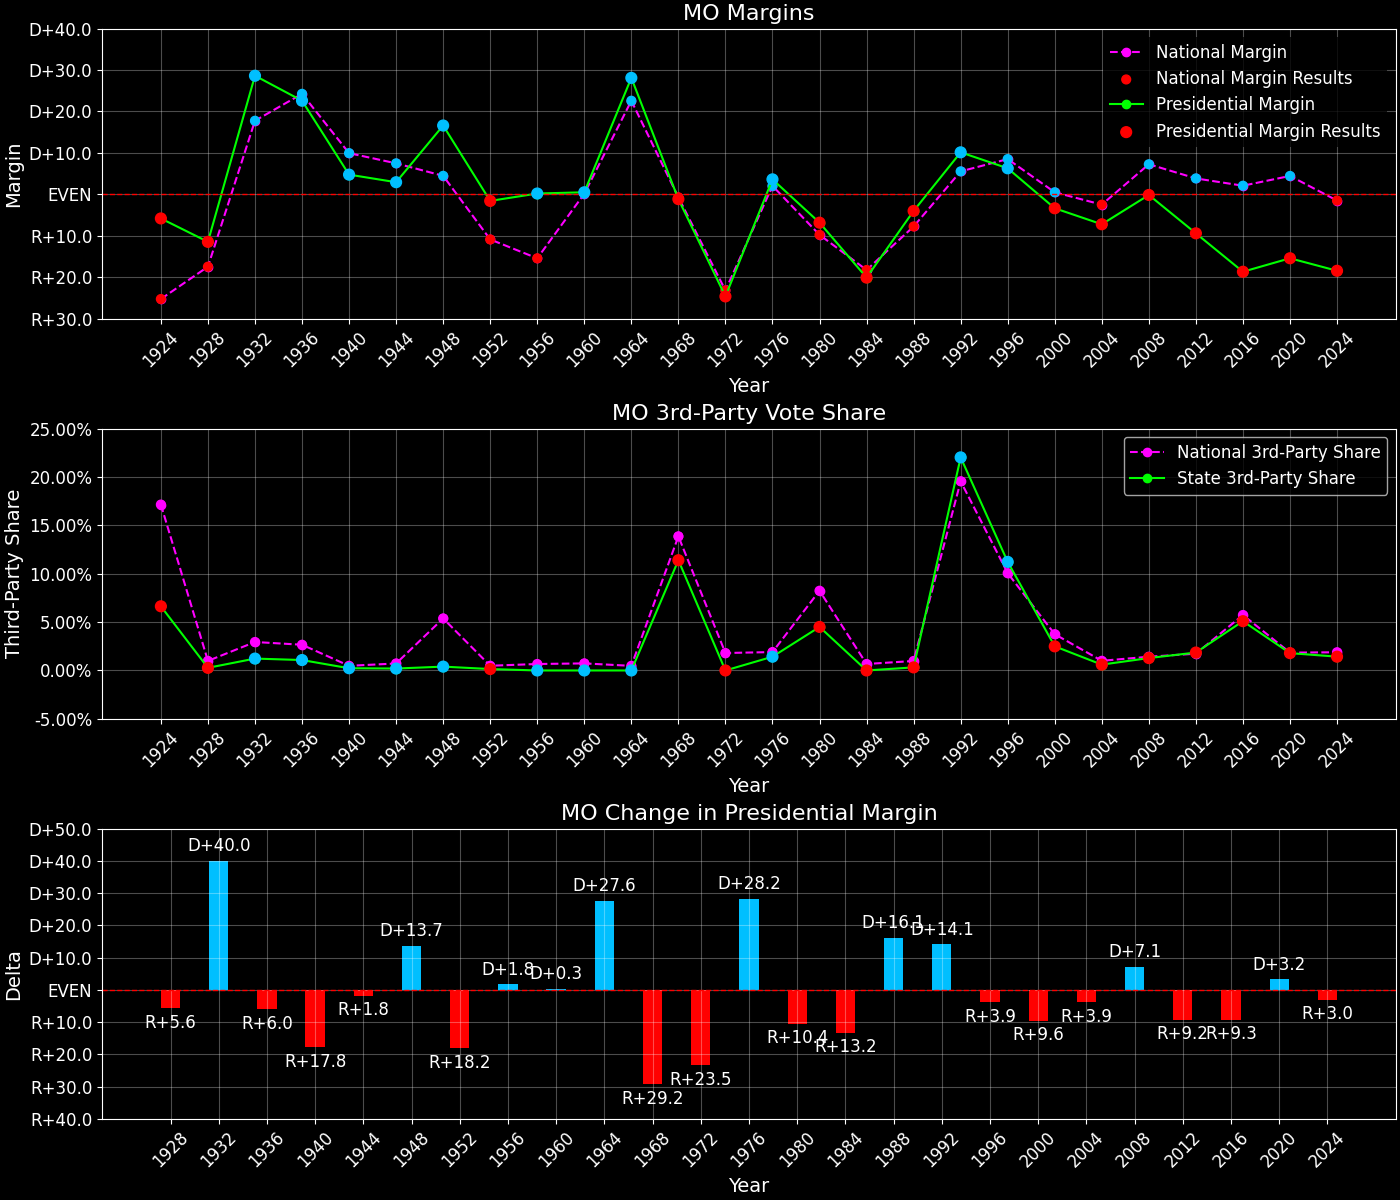 MO Margins
D+40.0
D+30.0
D+20.0
D+10.0
EVEN
R+10.0
R+20.0
R+30.0
Margin
National Margin
National Margin Results
Presidential Margin
Presidential Margin Results
1924 1928 1932 1936 1940 1944 1948 1952 1956 1960 1964 1968 1972 1976 1980 1984 1988 1992 1996 2000 2004 2008 2012 2016 2020 2024
Year
MO 3rd-Party Vote Share
25.00%
20.00%
15.00%
10.00%
5.00%
0.00%
-5.00%
Third-Party Share
National 3rd-Party Share
State 3rd-Party Share
1924 1928 1932 1936 1940 1944 1948 1952 1956 1960 1964 1968 1972 1976 1980 1984 1988 1992 1996 2000 2004 2008 2012 2016 2020 2024
Year
MO Change in Presidential Margin
D+50.0
D+40.0
D+30.0
D+20.0
D+10.0
EVEN
R+10.0
R+20.0
R+30.0
R+40.0
Delta
R+5.6
D+40.0
R+6.0
R+17.8
R+1.8
D+13.7
R+18.2
D+1.8
D+0.3
D+27.6
R+29.2
R+23.5
D+28.2
R+10.4
R+13.2
D+16.1
D+14.1
R+3.9
R+9.6
R+3.9
D+7.1
R+9.2
R+9.3
D+3.2
R+3.0
1928 1932 1936 1940 1944 1948 1952 1956 1960 1964 1968 1972 1976 1980 1984 1988 1992 1996 2000 2004 2008 2012 2016 2020 2024
Year